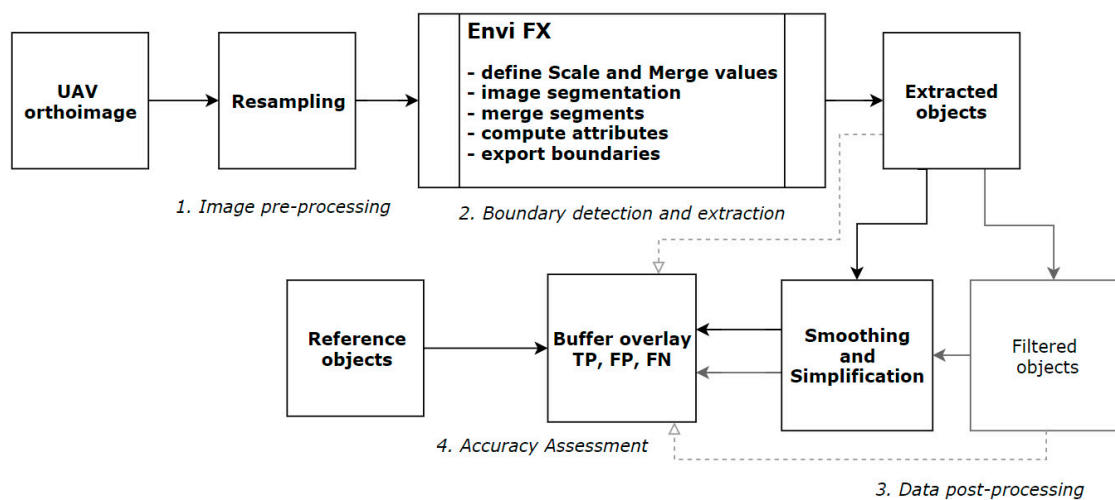 UAV
orthoimage
Resampling
Envi FX
- define Scale and Merge values
- image segmentation
- merge segments
- compute attributes
- export boundaries
Extracted
objects
1. Image pre-processing
2. Boundary detection and extraction
Reference
objects
Buffer overlay
TP, FP, FN
Smoothing
and
Simplification
Filtered
objects
4. Accuracy Assessment
3. Data post-processing